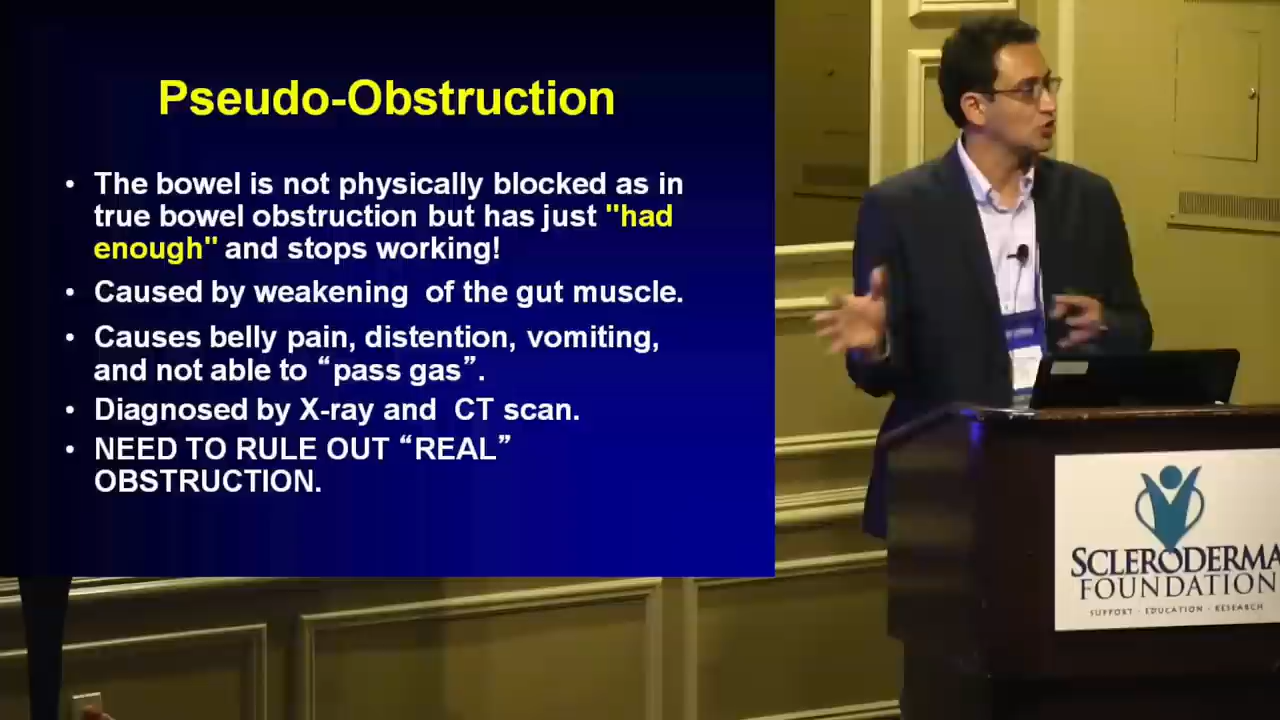 Pseudo-Obstruction
• The bowel is not physically blocked as in
true bowel obstruction but has just "had
enough" and stops working!
• Caused by weakening of the gut muscle.
• Causes belly pain, distention, vomiting,
and not able to “pass gas”.
• Diagnosed by X-ray and CT scan.
• NEED TO RULE OUT “REAL”
OBSTRUCTION.
SCLERODERMA
FOUNDATION
SUPPORT · EDUCATION · RESEARCH